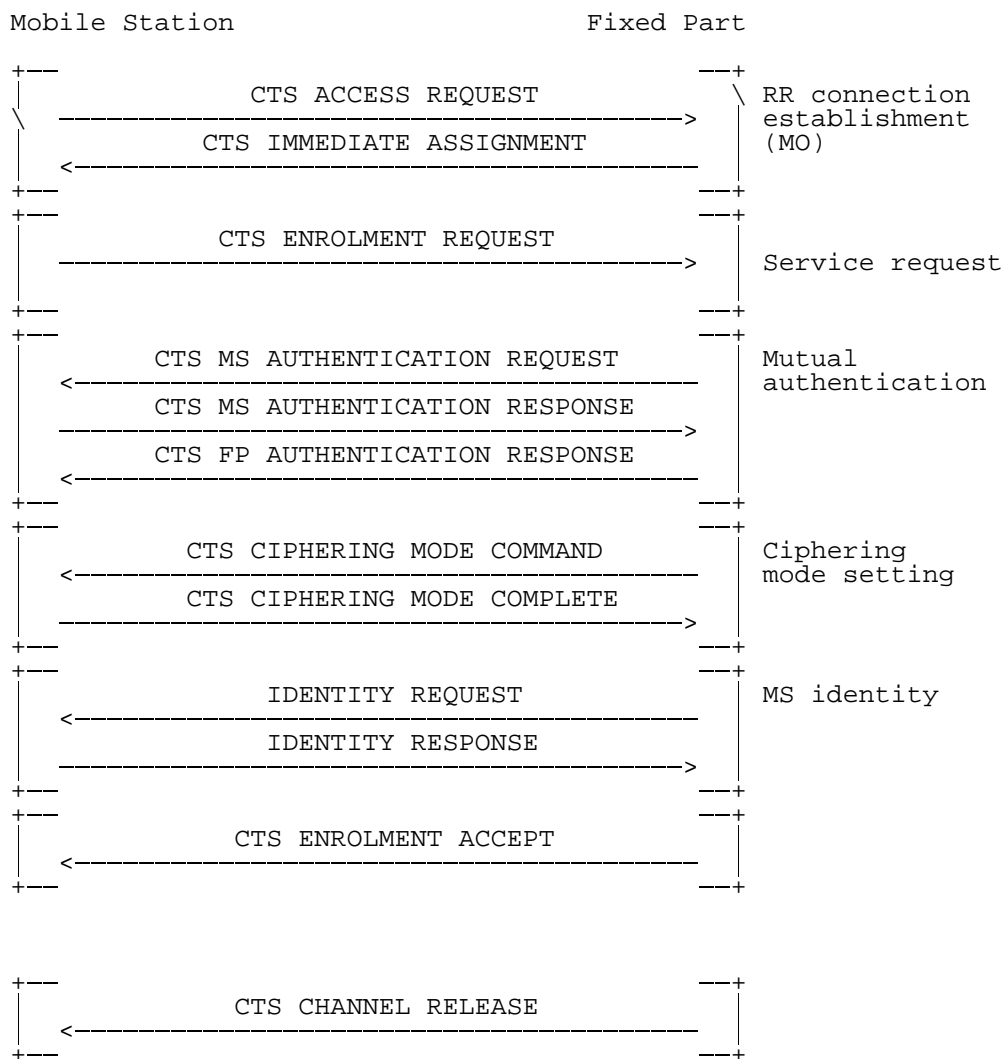 Mobile Station Fixed Part
CTS ACCESS REQUEST RR connection
establishment
CTS IMMEDIATE ASSIGNMENT (MO)
CTS ENROLMENT REQUEST
Service request
CTS MS AUTHENTICATION REQUEST Mutual
authentication
CTS MS AUTHENTICATION RESPONSE
CTS FP AUTHENTICATION RESPONSE
CTS CIPHERING MODE COMMAND Ciphering
mode setting
CTS CIPHERING MODE COMPLETE
IDENTITY REQUEST MS identity
IDENTITY RESPONSE
CTS ENROLMENT ACCEPT
CTS CHANNEL RELEASE